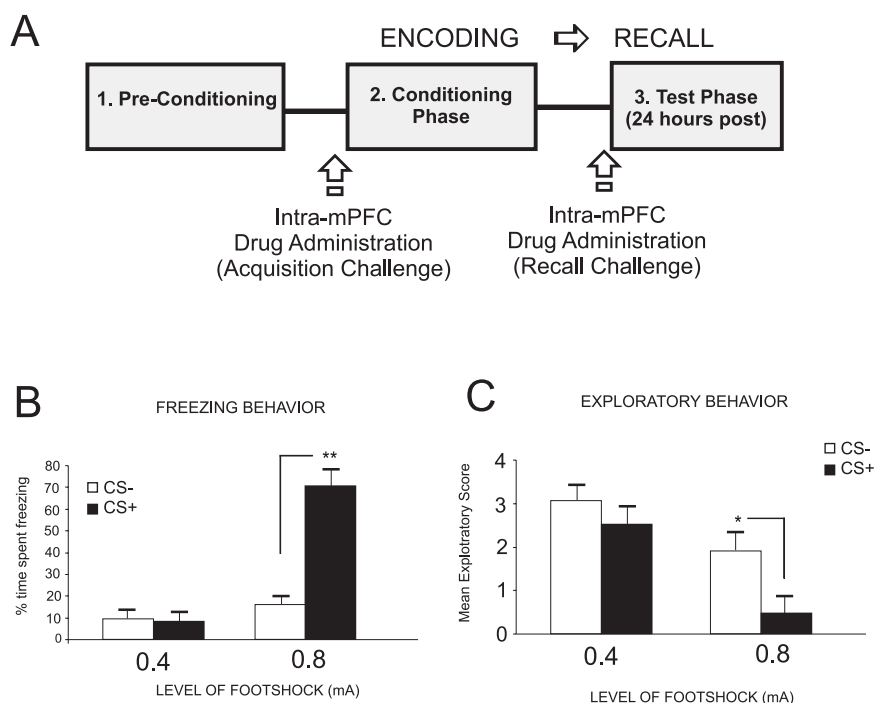 A
ENCODING
RECALL
1. Pre-Conditioning
2. Conditioning
Phase
3. Test Phase
(24 hours post)
Intra-mPFC
Drug Administration
(Acquisition Challenge)
Intra-mPFC
Drug Administration
(Recall Challenge)
B
FREEZING BEHAVIOR
% time spent freezing
80
70
60
50
40
30
20
10
0
CS-
CS+
**
0.4
0.8
LEVEL OF FOOTSHOCK (mA)
C
EXPLORATORY BEHAVIOR
Mean Explotratory Score
4
3
2
1
0
CS-
CS+
*
0.4
0.8
LEVEL OF FOOTSHOCK (mA)